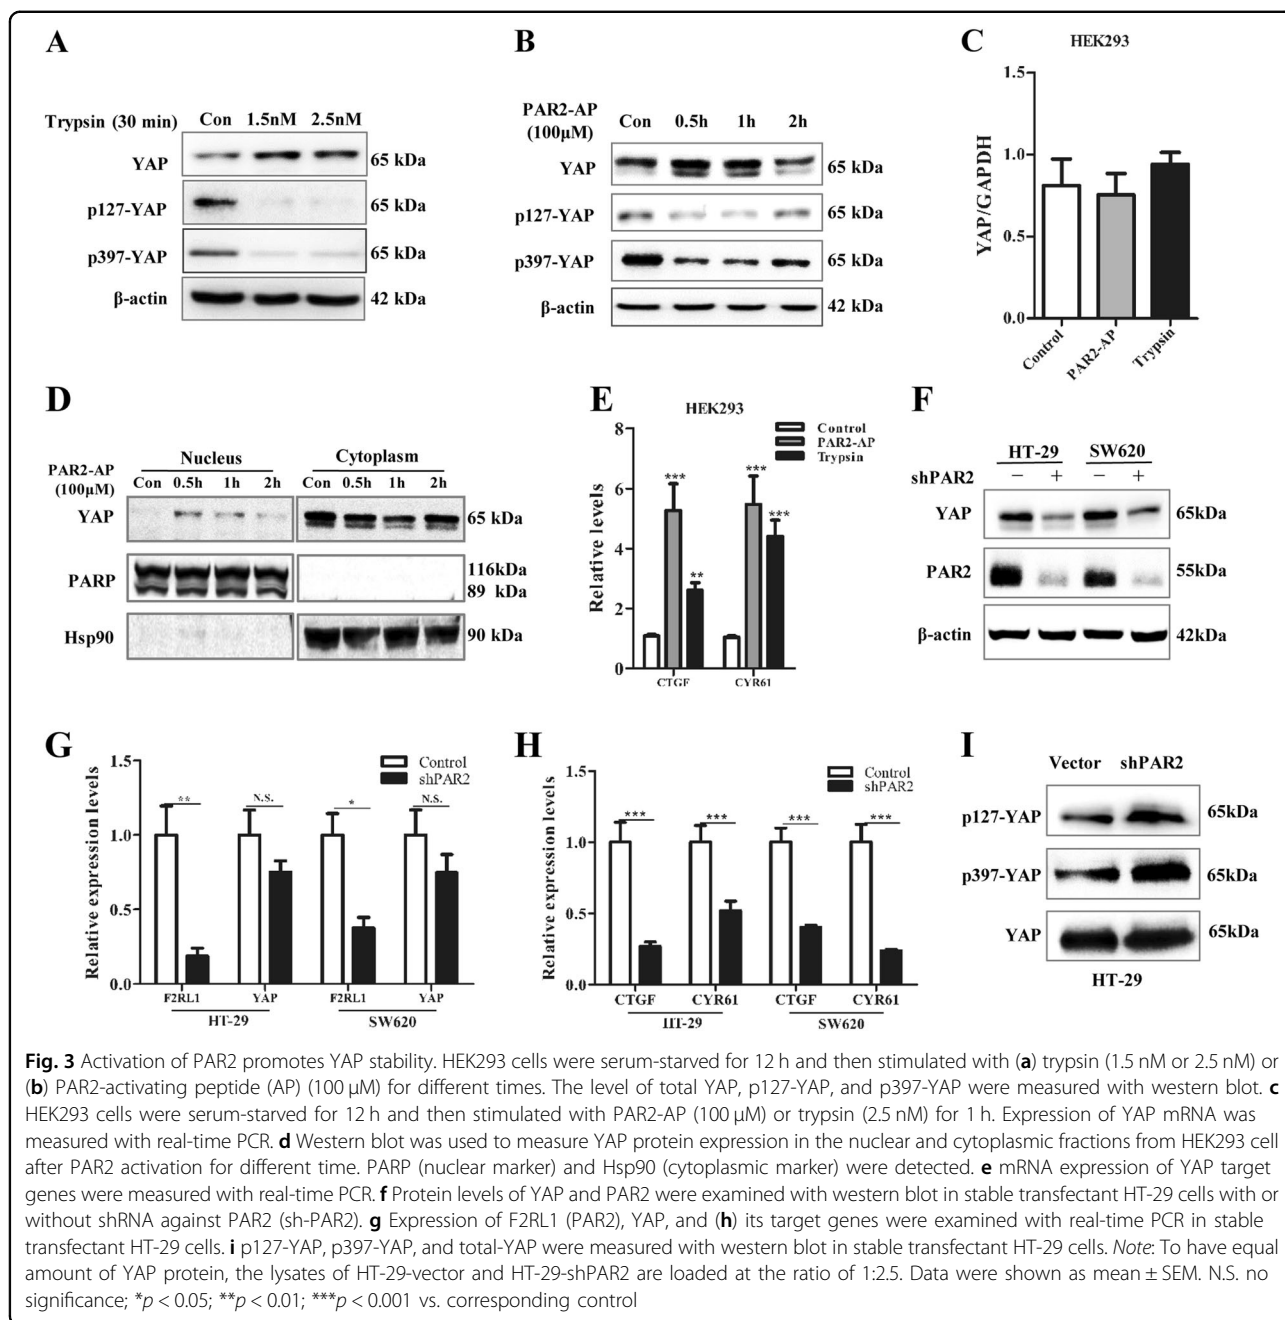 A
Trypsin (30 min) Con 1.5nM 2.5nM
YAP 65 kDa
p127-YAP 65 kDa
p397-YAP 65 kDa
β-actin 42 kDa
B
PAR2-AP
(100μM) Con 0.5h 1h 2h
YAP 65 kDa
p127-YAP 65 kDa
p397-YAP 65 kDa
β-actin 42 kDa
C
HEK293
YAP/GAPDH
1.5
1.0
0.5
0.0
Control PAR2-AP Trypsin
D
Nucleus Cytoplasm
PAR2-AP
(100μM) Con 0.5h 1h 2h Con 0.5h 1h 2h
YAP 65 kDa
PARP 116kDa
89 kDa
Hsp90 90 kDa
E
HEK293
Control
PAR2-AP
Trypsin
Relative levels
8
6
4
2
0
*** ** *** ***
CTGF CYR61
F
HT-29 SW620
shPAR2 − + − +
YAP 65kDa
PAR2 55kDa
β-actin 42kDa
G
Control
shPAR2
Relative expression levels
1.5
1.0
0.5
0.0
** N.S. * N.S.
F2RL1 YAP F2RL1 YAP
HT-29 SW620
H
Control
shPAR2
Relative expression levels
1.5
1.0
0.5
0.0
*** *** *** ***
CTGF CYR61 CTGF CYR61
HT-29 SW620
I
Vector shPAR2
p127-YAP 65kDa
p397-YAP 65kDa
YAP 65kDa
HT-29
Fig. 3 Activation of PAR2 promotes YAP stability. HEK293 cells were serum-starved for 12 h and then stimulated with (a) trypsin (1.5 nM or 2.5 nM) or
(b) PAR2-activating peptide (AP) (100 μM) for different times. The level of total YAP, p127-YAP, and p397-YAP were measured with western blot. c
HEK293 cells were serum-starved for 12 h and then stimulated with PAR2-AP (100 μM) or trypsin (2.5 nM) for 1 h. Expression of YAP mRNA was
measured with real-time PCR. d Western blot was used to measure YAP protein expression in the nuclear and cytoplasmic fractions from HEK293 cell
after PAR2 activation for different time. PARP (nuclear marker) and Hsp90 (cytoplasmic marker) were detected. e mRNA expression of YAP target
genes were measured with real-time PCR. f Protein levels of YAP and PAR2 were examined with western blot in stable transfectant HT-29 cells with or
without shRNA against PAR2 (sh-PAR2). g Expression of F2RL1 (PAR2), YAP, and (h) its target genes were examined with real-time PCR in stable
transfectant HT-29 cells. i p127-YAP, p397-YAP, and total-YAP were measured with western blot in stable transfectant HT-29 cells. Note: To have equal
amount of YAP protein, the lysates of HT-29-vector and HT-29-shPAR2 are loaded at the ratio of 1:2.5. Data were shown as mean ± SEM. N.S. no
significance; *p < 0.05; **p < 0.01; ***p < 0.001 vs. corresponding control